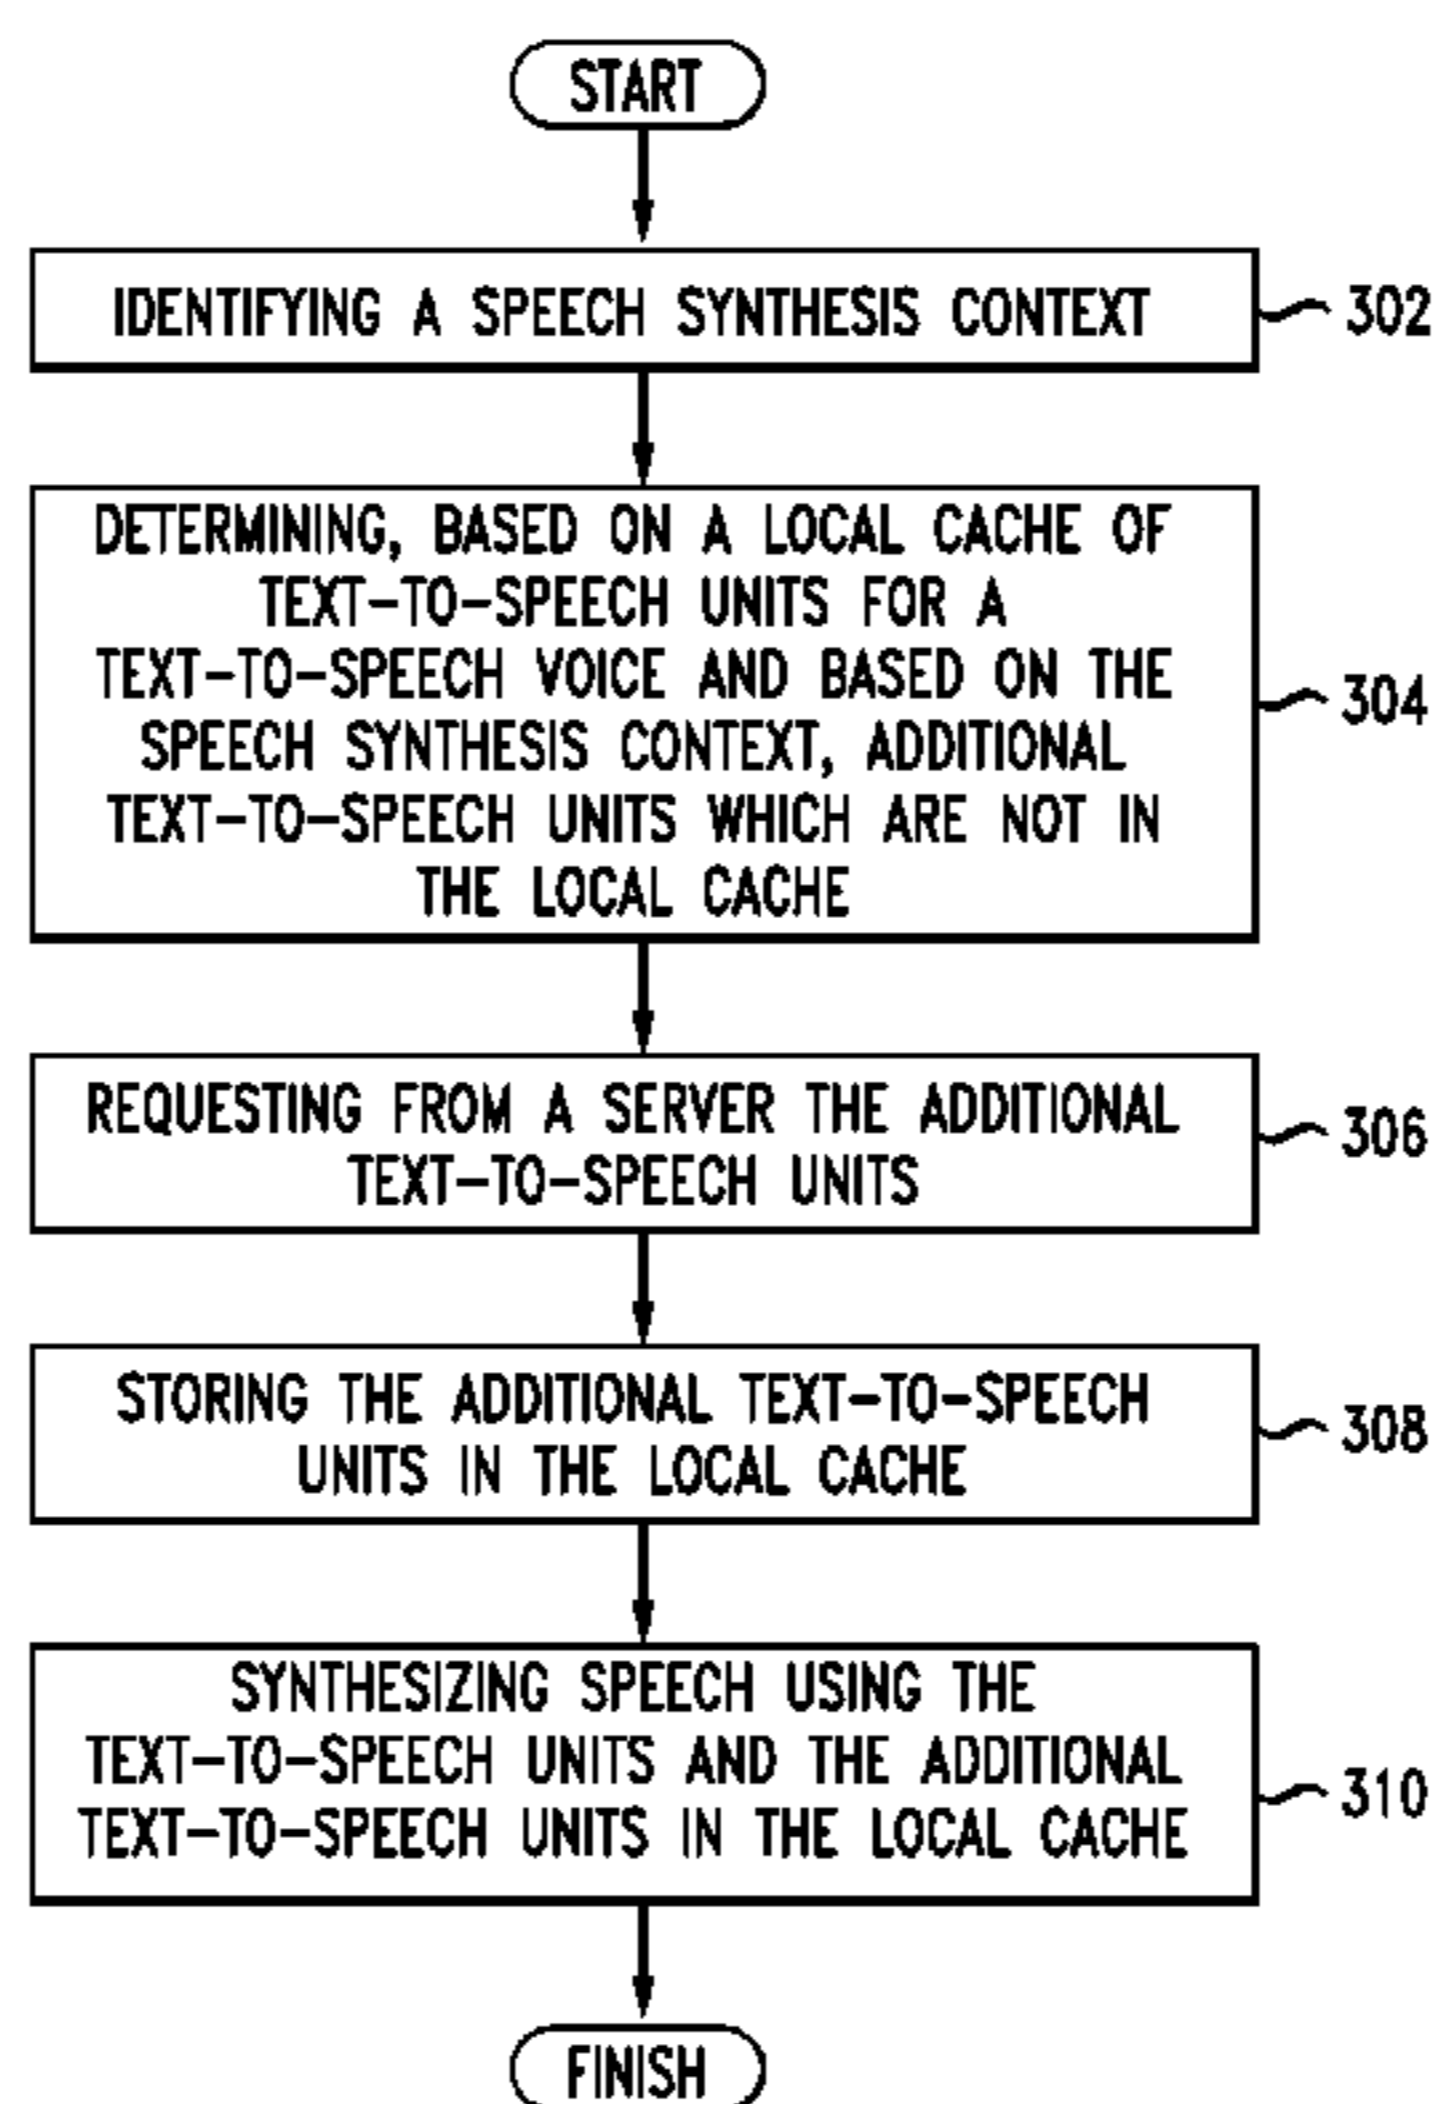 START
IDENTIFYING A SPEECH SYNTHESIS CONTEXT
302
DETERMINING, BASED ON A LOCAL CACHE OF
TEXT-TO-SPEECH UNITS FOR A
TEXT-TO-SPEECH VOICE AND BASED ON THE
SPEECH SYNTHESIS CONTEXT, ADDITIONAL
TEXT-TO-SPEECH UNITS WHICH ARE NOT IN
THE LOCAL CACHE
304
REQUESTING FROM A SERVER THE ADDITIONAL
TEXT-TO-SPEECH UNITS
306
STORING THE ADDITIONAL TEXT-TO-SPEECH
UNITS IN THE LOCAL CACHE
308
SYNTHESIZING SPEECH USING THE
TEXT-TO-SPEECH UNITS AND THE ADDITIONAL
TEXT-TO-SPEECH UNITS IN THE LOCAL CACHE
310
FINISH